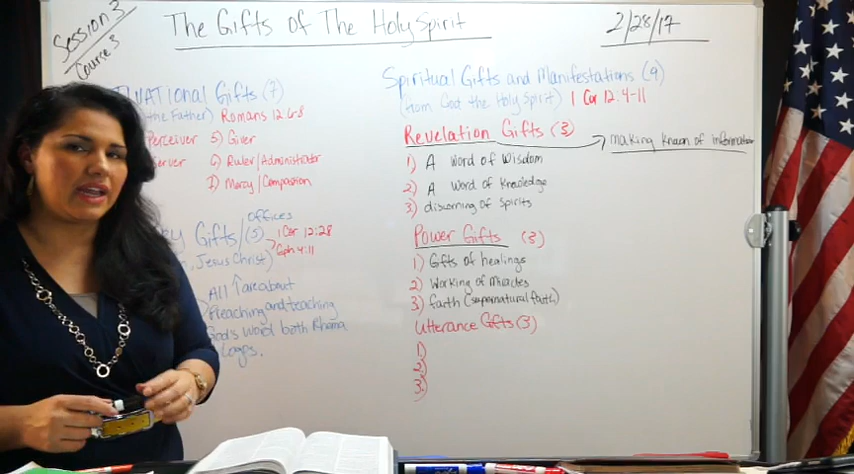 Session 3
Course 3
The Gifts of The Holy Spirit
2/28/17
Gifts (7)
the Father) Romans 12:6-8
Perceiver 5) Giver
6) Ruler/Administrator
7) Mercy/Compassion
Gifts/Offices (5)
1 Cor 12:28
Eph 4:11
Jesus Christ)
All are about
Preaching and teaching
God's word both Rhema
Logos.
Spiritual Gifts and Manifestations (9)
(from God the Holy Spirit) 1 Cor 12:4-11
Revelation Gifts (3)
making known of information
1) A word of Wisdom
2) A word of Knowledge
3) discerning of Spirits
Power Gifts (3)
1) Gifts of healings
2) Working of Miracles
3) faith (supernatural faith)
Utterance Gifts (3)
1)
2)
3)